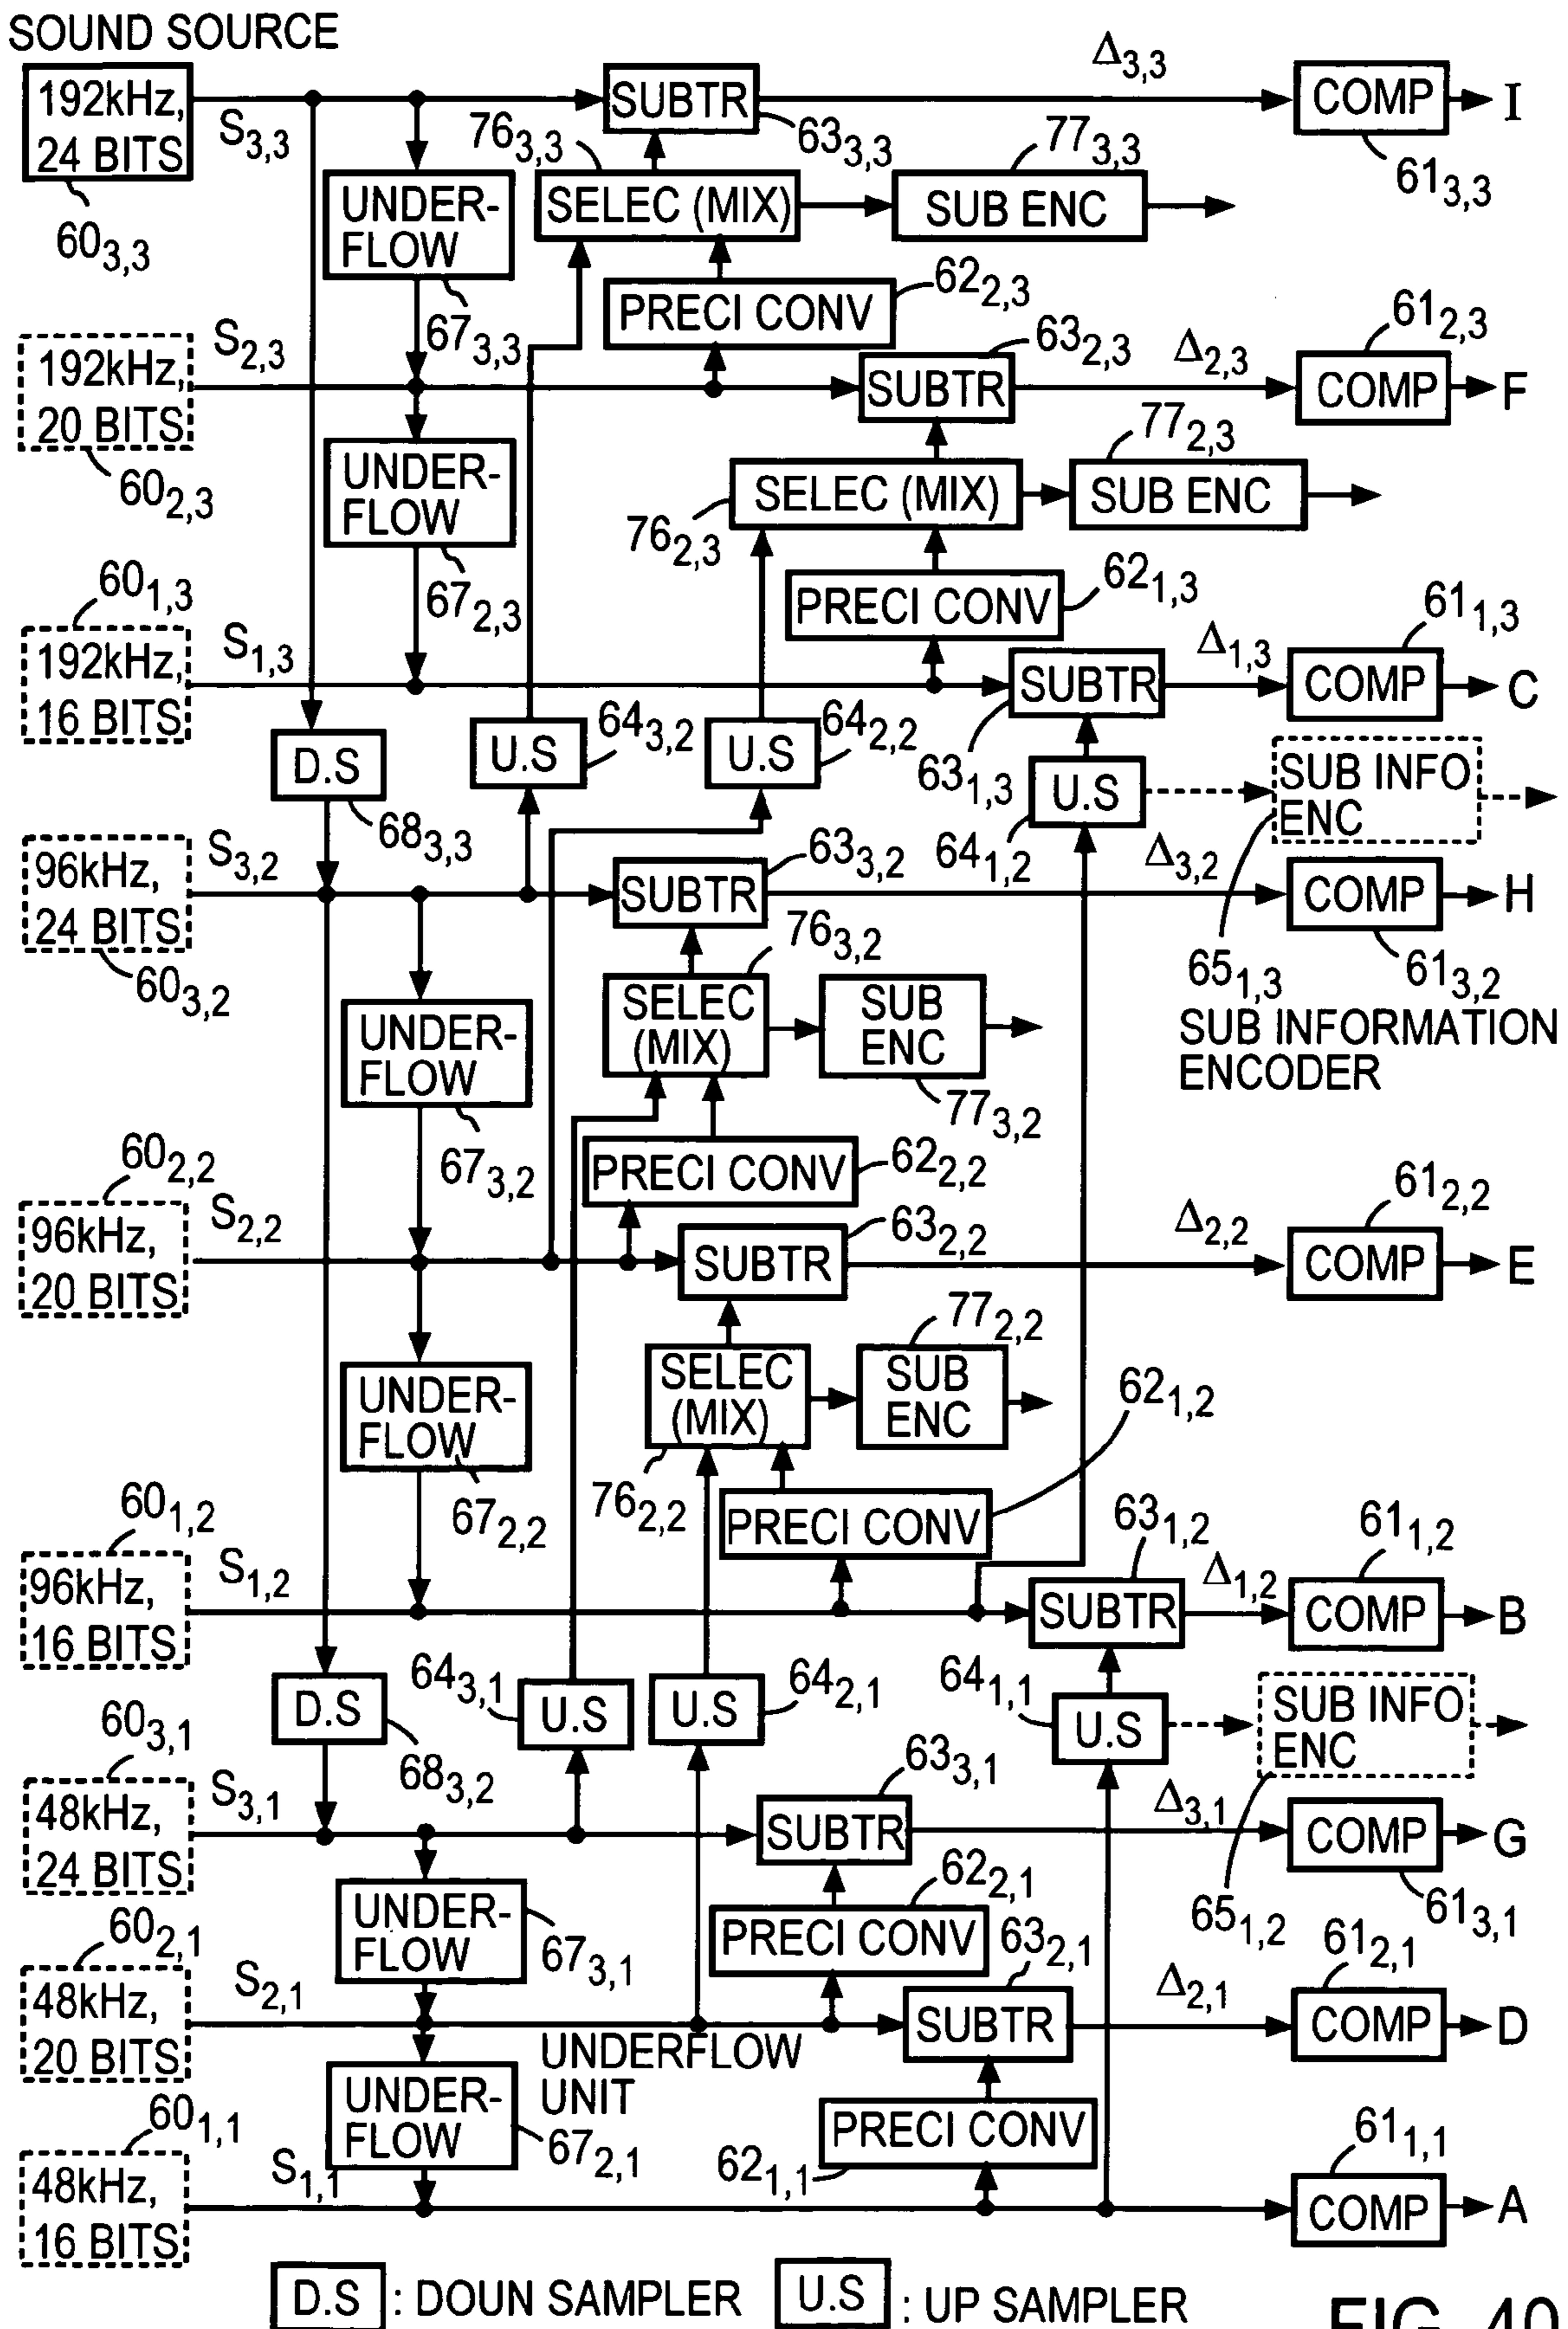 SOUND SOURCE
192kHz,
24 BITS
603,3
S3,3
SUBTR
633,3
Δ3,3
COMP
613,3
I
UNDER-
FLOW
673,3
763,3
SELEC (MIX)
773,3
SUB ENC
PRECI CONV
622,3
192kHz,
20 BITS
602,3
S2,3
SUBTR
632,3
Δ2,3
612,3
COMP
F
UNDER-
FLOW
672,3
SELEC (MIX)
762,3
772,3
SUB ENC
PRECI CONV
621,3
601,3
192kHz,
16 BITS
S1,3
SUBTR
631,3
Δ1,3
611,3
COMP
C
D.S
683,3
U.S
643,2
U.S
642,2
U.S
641,2
SUB INFO
ENC
651,3
SUB INFORMATION
ENCODER
96kHz,
24 BITS
603,2
S3,2
SUBTR
633,2
Δ3,2
COMP
613,2
H
UNDER-
FLOW
673,2
763,2
SELEC
(MIX)
SUB
ENC
773,2
PRECI CONV
622,2
602,2
96kHz,
20 BITS
S2,2
SUBTR
632,2
Δ2,2
612,2
COMP
E
UNDER-
FLOW
672,2
SELEC
(MIX)
762,2
772,2
SUB
ENC
PRECI CONV
621,2
601,2
96kHz,
16 BITS
S1,2
SUBTR
631,2
Δ1,2
611,2
COMP
B
D.S
683,2
643,1
U.S
U.S
642,1
641,1
U.S
SUB INFO
ENC
651,2
603,1
48kHz,
24 BITS
S3,1
SUBTR
633,1
Δ3,1
COMP
613,1
G
UNDER-
FLOW
673,1
PRECI CONV
622,1
602,1
48kHz,
20 BITS
S2,1
SUBTR
632,1
Δ2,1
612,1
COMP
D
UNDERFLOW
UNIT
UNDER-
FLOW
672,1
PRECI CONV
621,1
601,1
48kHz,
16 BITS
S1,1
611,1
COMP
A
D.S : DOUN SAMPLER U.S : UP SAMPLER
FIG. 40